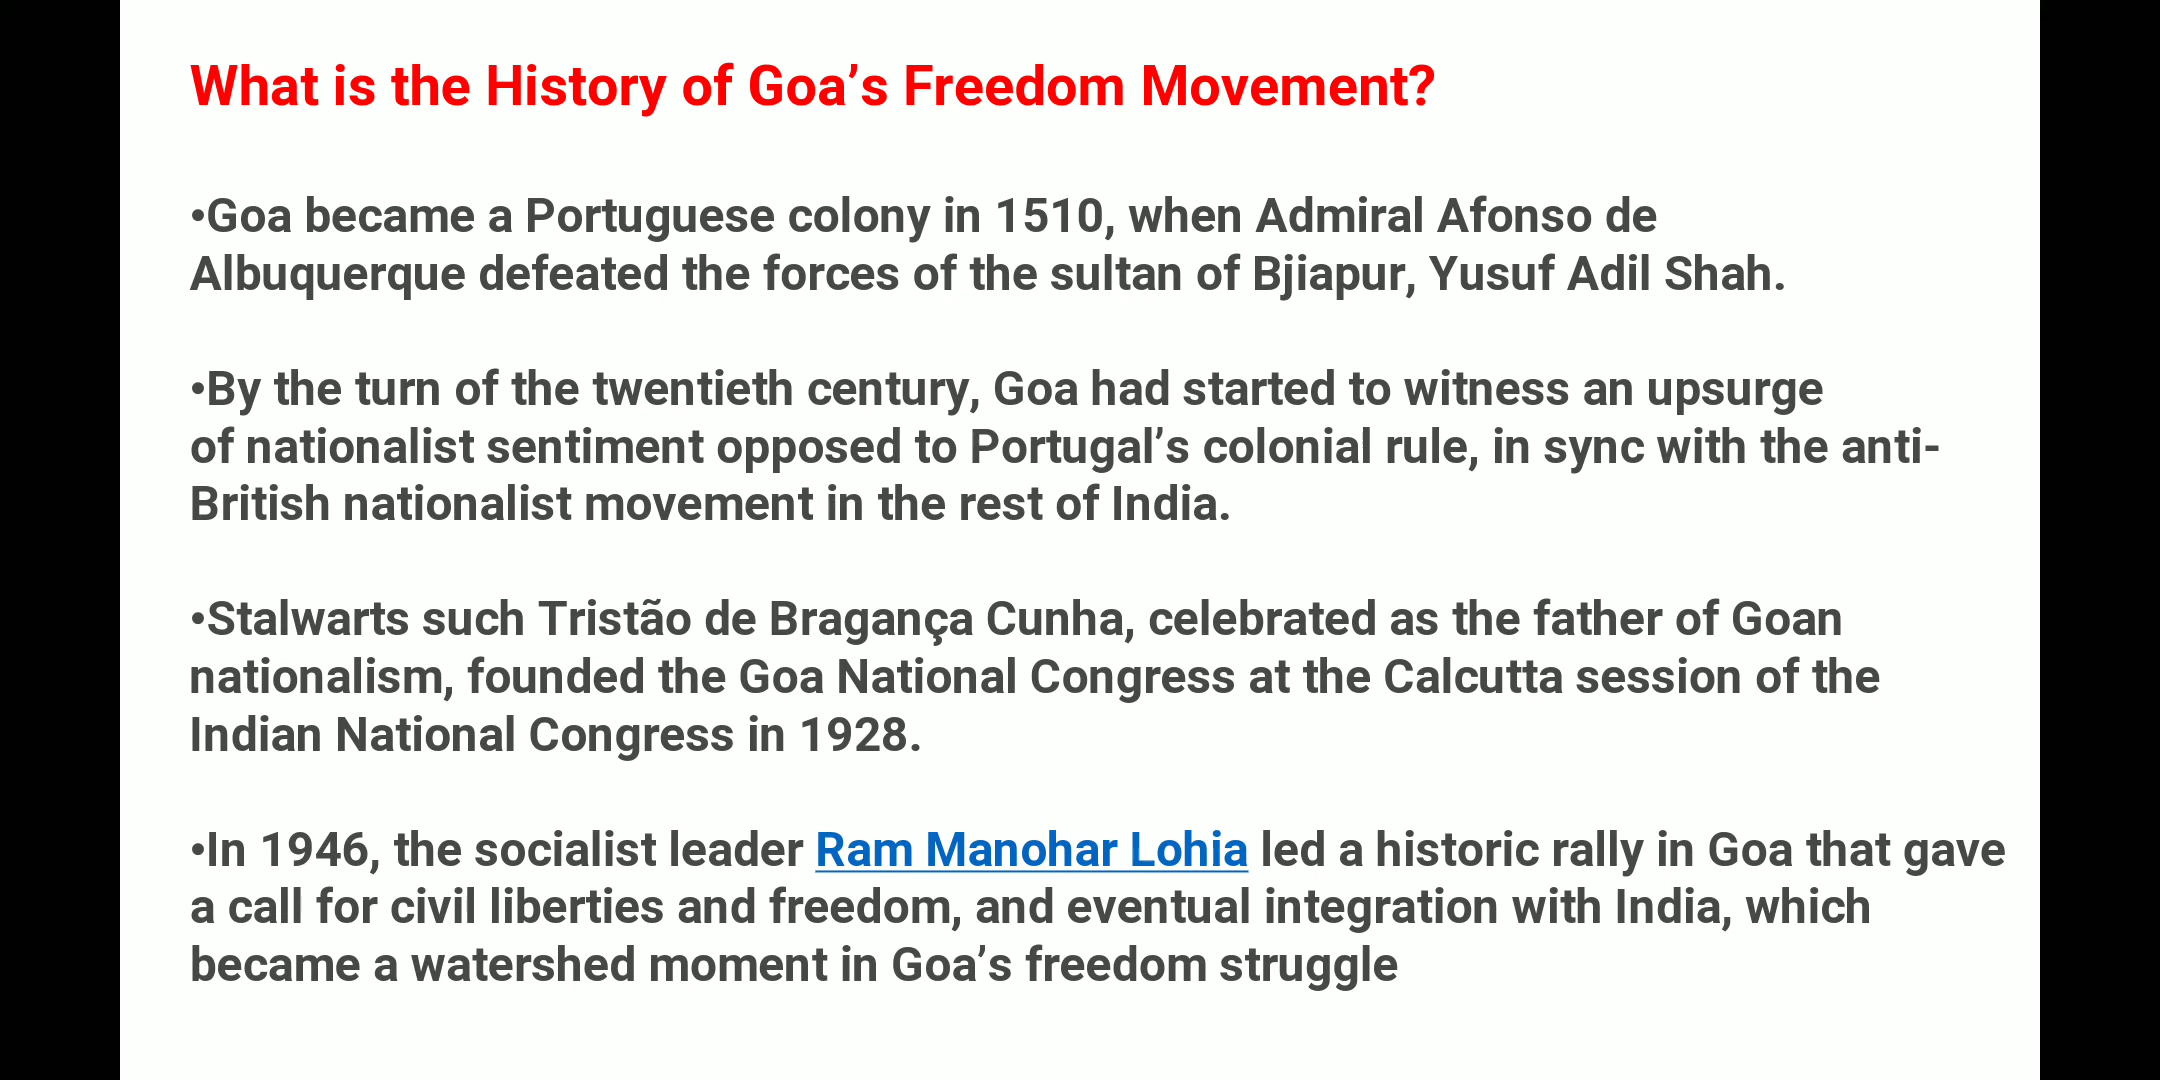 What is the History of Goa’s Freedom Movement?
•Goa became a Portuguese colony in 1510, when Admiral Afonso de
Albuquerque defeated the forces of the sultan of Bjiapur, Yusuf Adil Shah.
•By the turn of the twentieth century, Goa had started to witness an upsurge
of nationalist sentiment opposed to Portugal’s colonial rule, in sync with the anti-
British nationalist movement in the rest of India.
•Stalwarts such Tristão de Bragança Cunha, celebrated as the father of Goan
nationalism, founded the Goa National Congress at the Calcutta session of the
Indian National Congress in 1928.
•In 1946, the socialist leader Ram Manohar Lohia led a historic rally in Goa that gave
a call for civil liberties and freedom, and eventual integration with India, which
became a watershed moment in Goa’s freedom struggle